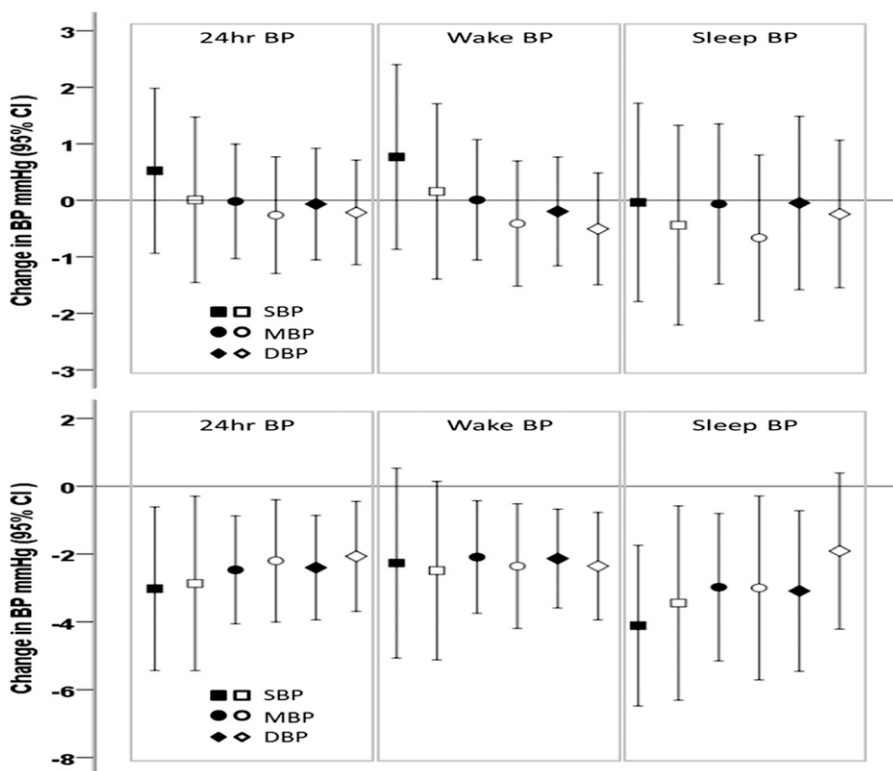 Change in BP mmHg (95% CI)
3
2
1
0
-1
-2
-3
24hr BP
Wake BP
Sleep BP
SBP
MBP
DBP
Change in BP mmHg (95% CI)
2
0
-2
-4
-6
-8
24hr BP
Wake BP
Sleep BP
SBP
MBP
DBP